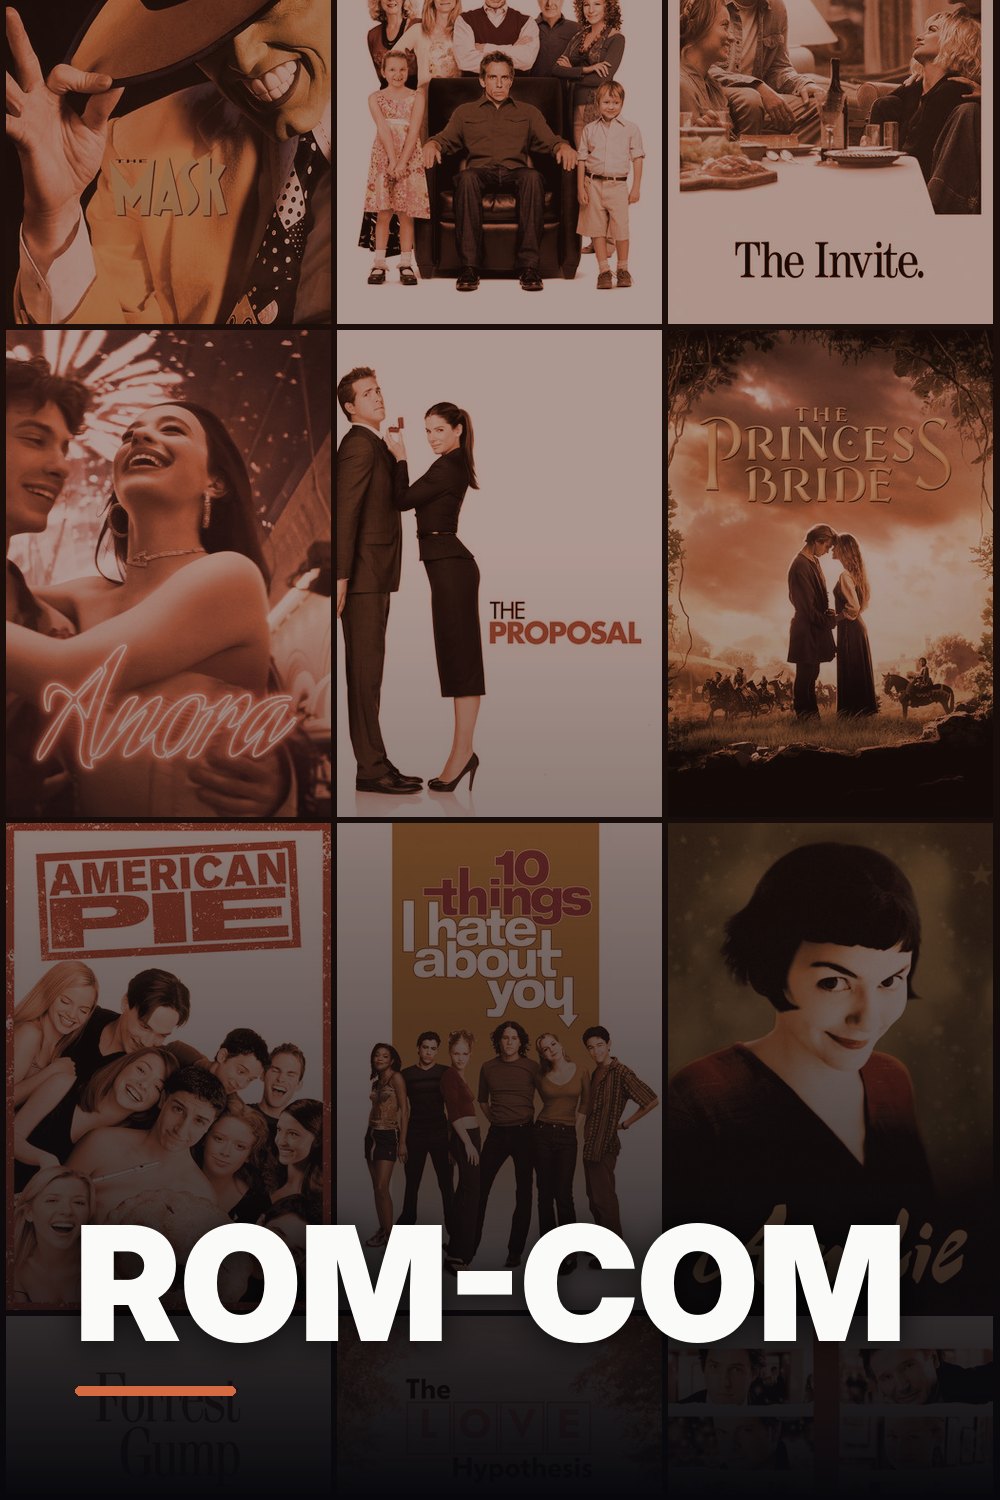 THE
MASK
The Invite.
Anora
THE
PROPOSAL
THE
PRINCESS
BRIDE
AMERICAN
PIE
10
things
I hate
about
you
ROM-COM
Forrest
Gump
The
LOVE
Hypothesis